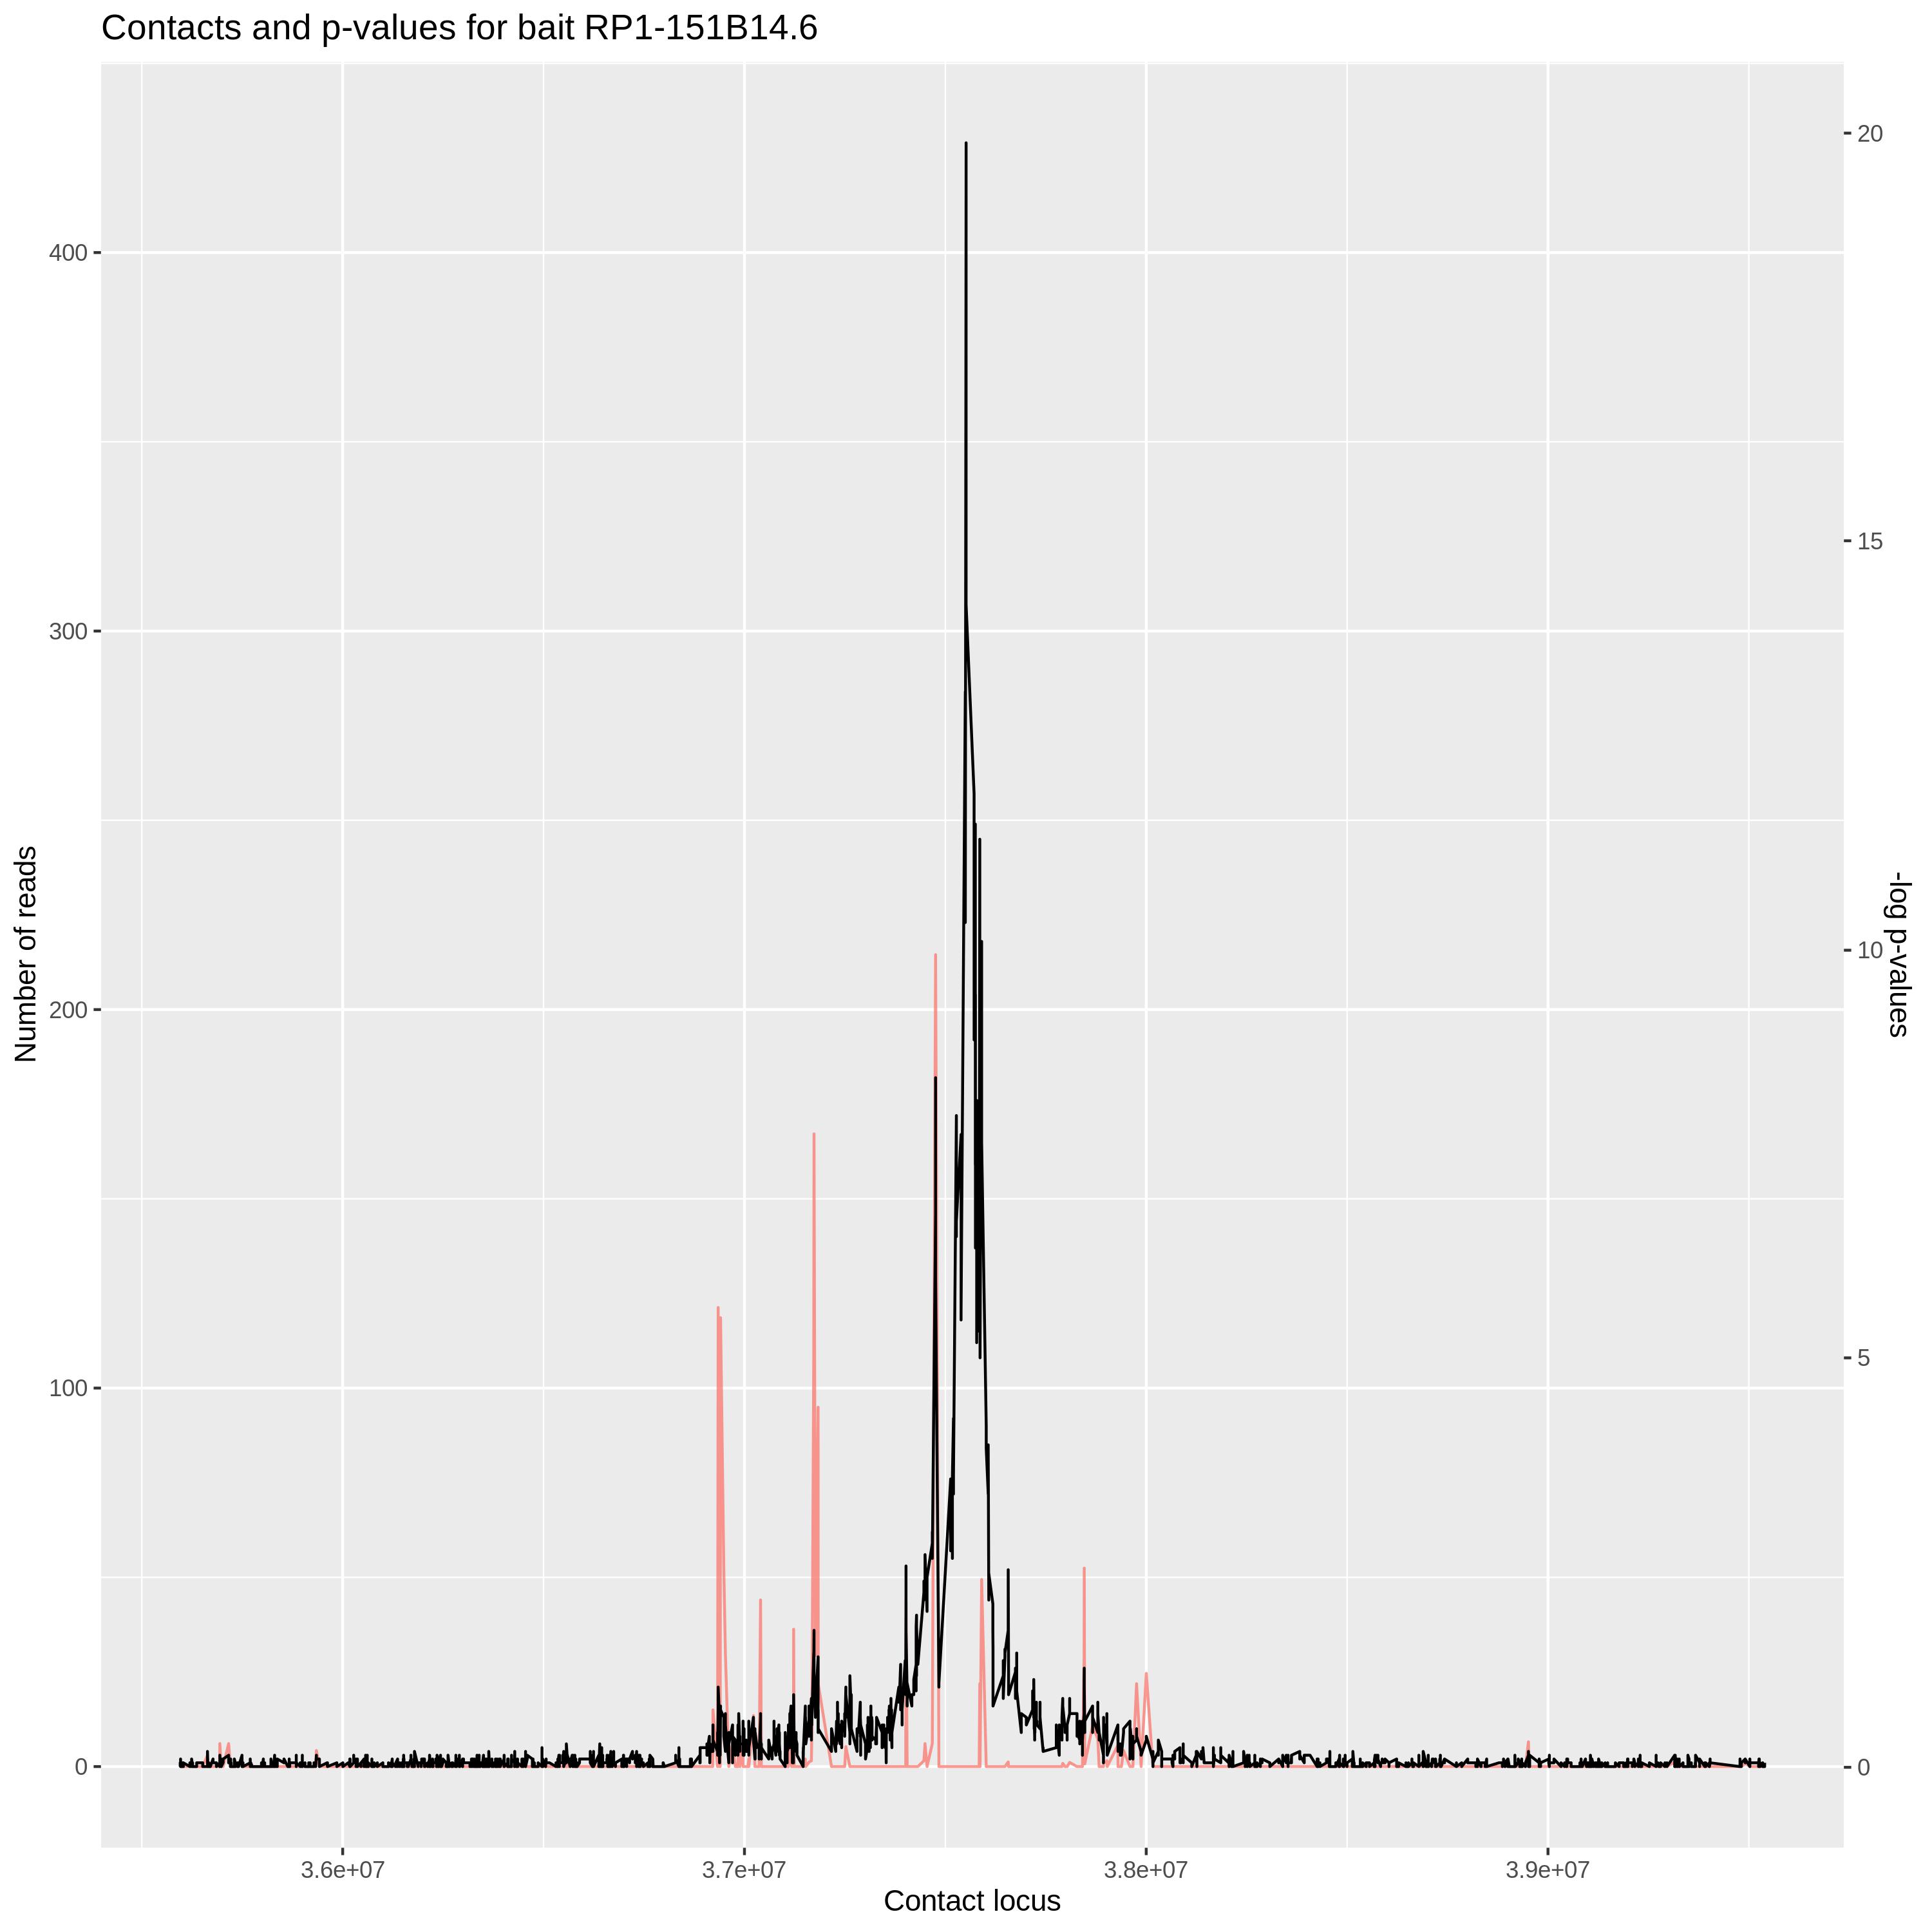 Contacts and p-values for bait RP1-151B14.6
400
300
200
100
0
Number of reads
20
15
10
5
0
-log p-values
3.6e+07
3.7e+07
3.8e+07
3.9e+07
Contact locus